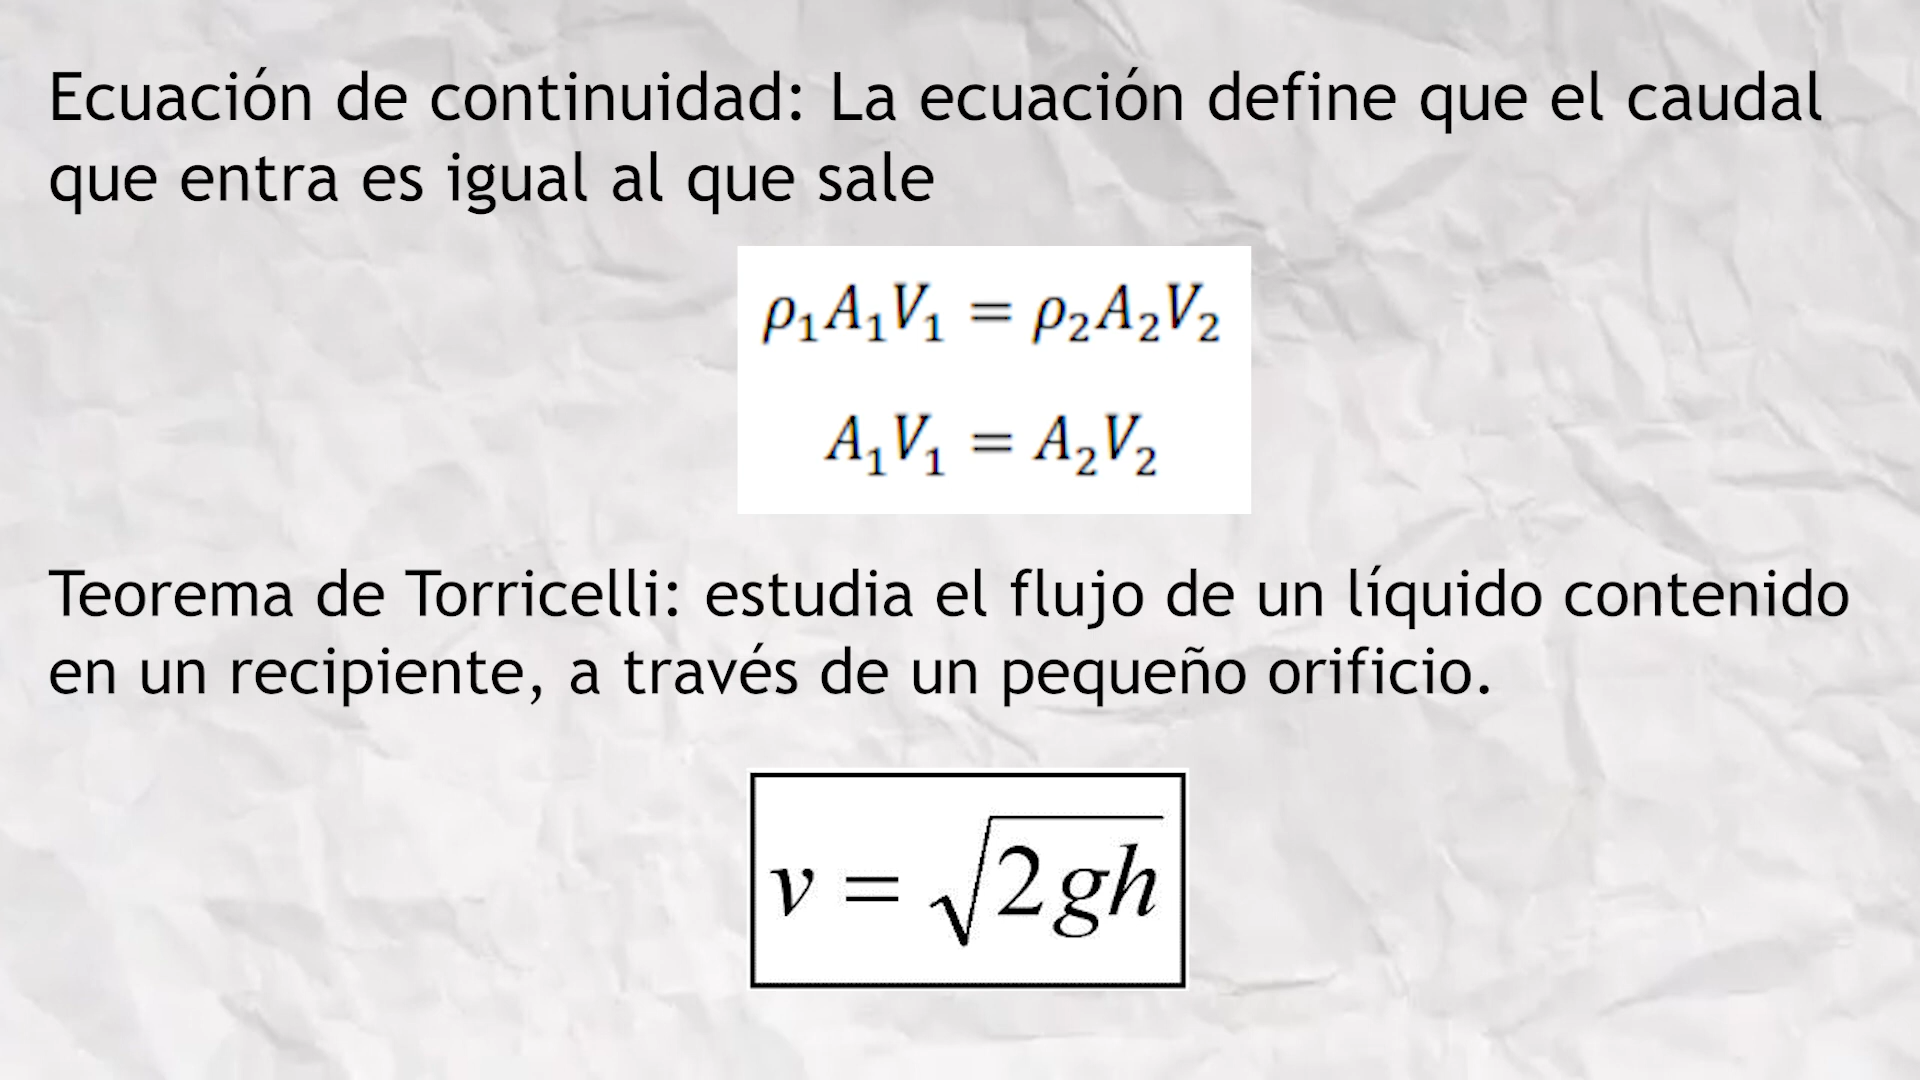 Ecuación de continuidad: La ecuación define que el caudal
que entra es igual al que sale
ρ₁A₁V₁ = ρ₂A₂V₂
A₁V₁ = A₂V₂
Teorema de Torricelli: estudia el flujo de un líquido contenido
en un recipiente, a través de un pequeño orificio.
v = √2gh